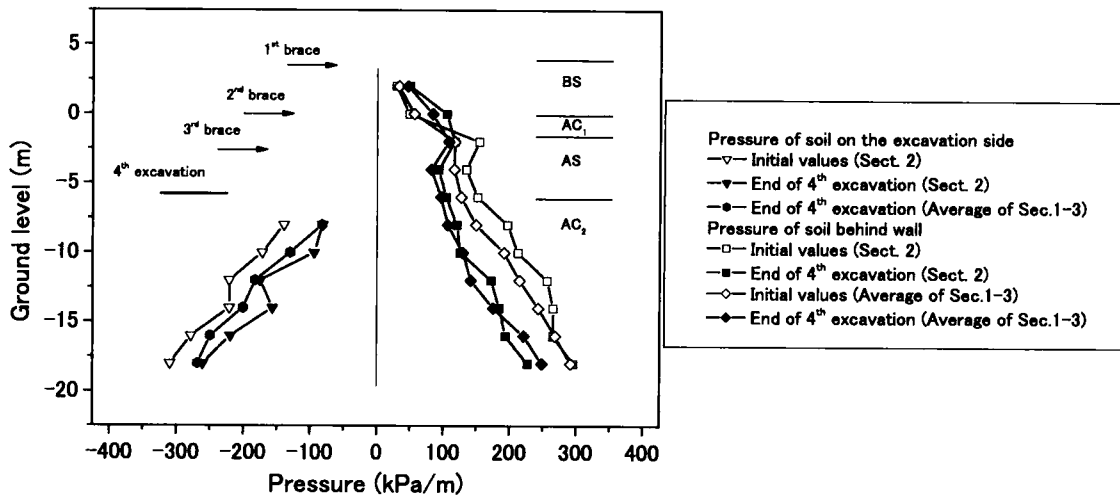 1st brace
2nd brace
3rd brace
4th excavation
BS
AC1
AS
AC2
5
0
-5
-10
-15
-20
Ground level (m)
-400 -300 -200 -100 0 100 200 300 400
Pressure (kPa/m)
Pressure of soil on the excavation side
Initial values (Sect. 2)
End of 4th excavation (Sect. 2)
End of 4th excavation (Average of Sec.1-3)
Pressure of soil behind wall
Initial values (Sect. 2)
End of 4th excavation (Sect. 2)
Initial values (Average of Sec.1-3)
End of 4th excavation (Average of Sec.1-3)